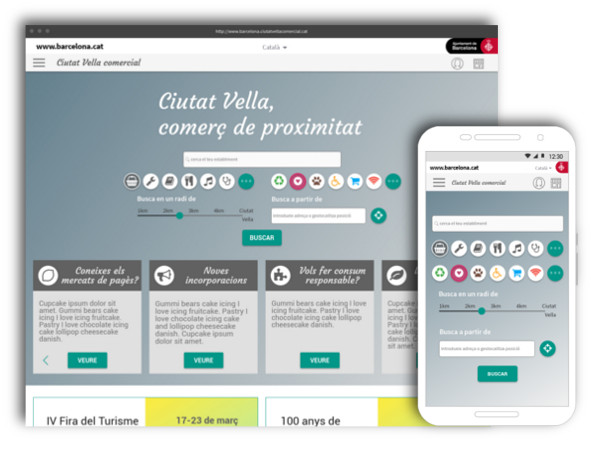 http://www.barcelona.ciutatvellacomercial.cat
www.barcelona.cat
Català
Ajuntament de
Barcelona
Ciutat Vella comercial
Ciutat Vella,
comerç de proximitat
cerca el teu establiment
Busca en un radi de
1km 2km 3km 4km Ciutat
Vella
Busca a partir de
Introdueix adreça o geolocalitza posició
BUSCAR
Coneixes els
mercats de pagès?
Cupcake ipsum dolor sit
amet. Gummi bears cake
icing I love icing fruitcake.
Pastry I love chocolate icing
cake lollipop cheesecake
danish.
VEURE
Noves
incorporacions
Gummi bears cake icing I
love icing fruitcake. Pastry
I love chocolate icing cake
and lollipop cheesecake
danish. Cupcake ipsum
dolor sit amet.
VEURE
Vols fer consum
responsable?
Gummi bears cake icing I
love icing fruitcake. Pastry I
love chocolate icing cake
lollipop cheesecake danish.
VEURE
IV Fira del Turisme
17-23 de març
100 anys de
12:30
www.barcelona.cat
Català
Ciutat Vella comercial
cerca el teu establiment
Busca en un radi de
1km 2km 3km 4km Ciutat
Vella
Busca a partir de
Introdueix adreça o geolocalitza posició
BUSCAR